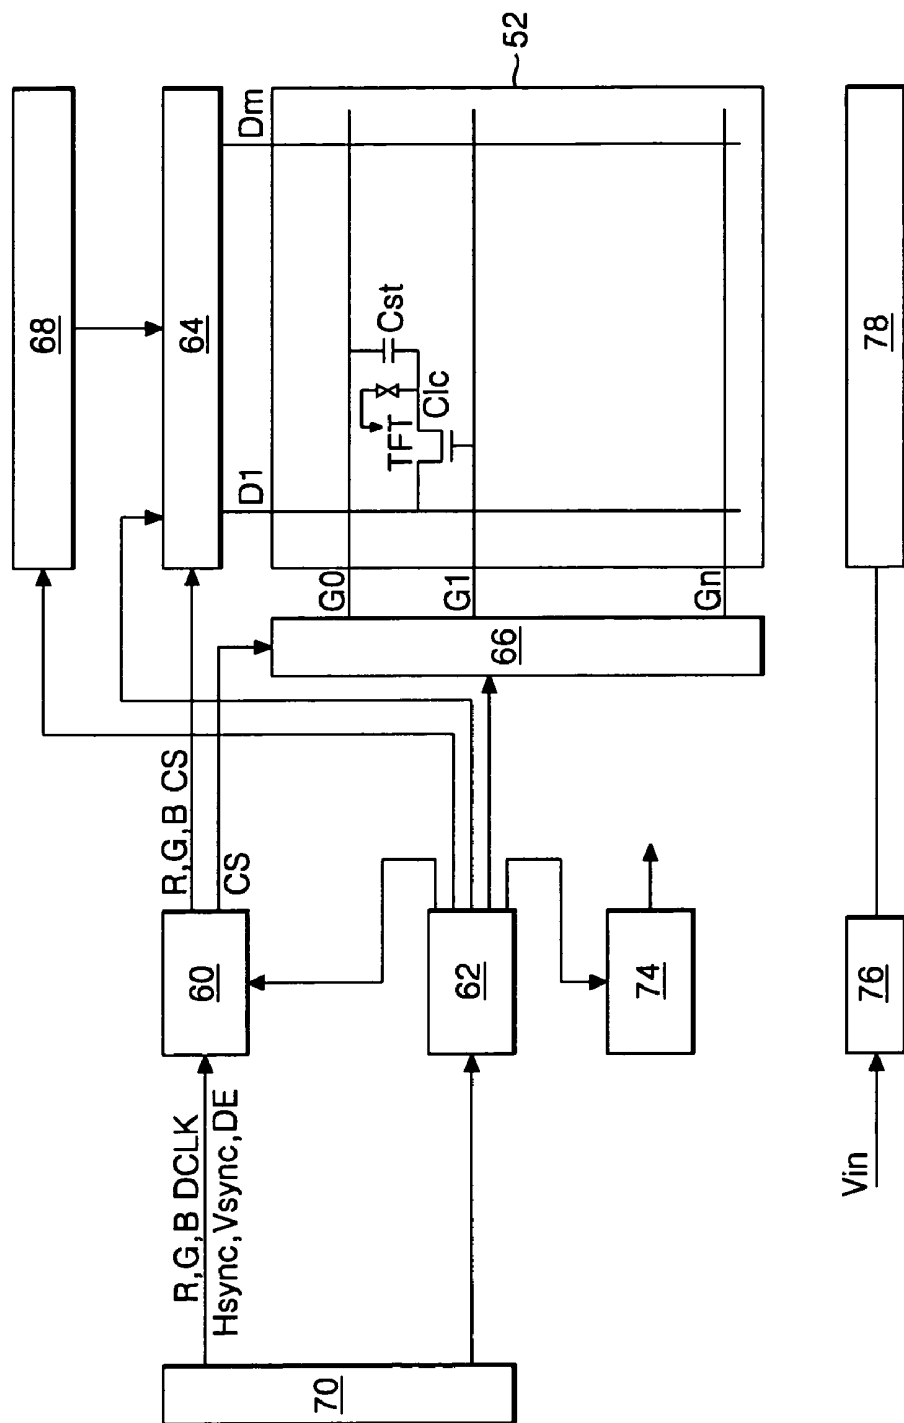 68
64
D1
Dm
52
R,G,B CS
CS
60
R,G,B DCLK
Hsync,Vsync,DE
70
62
66
G0
G1
Gn
TFT
Clc
Cst
74
Vin
76
78